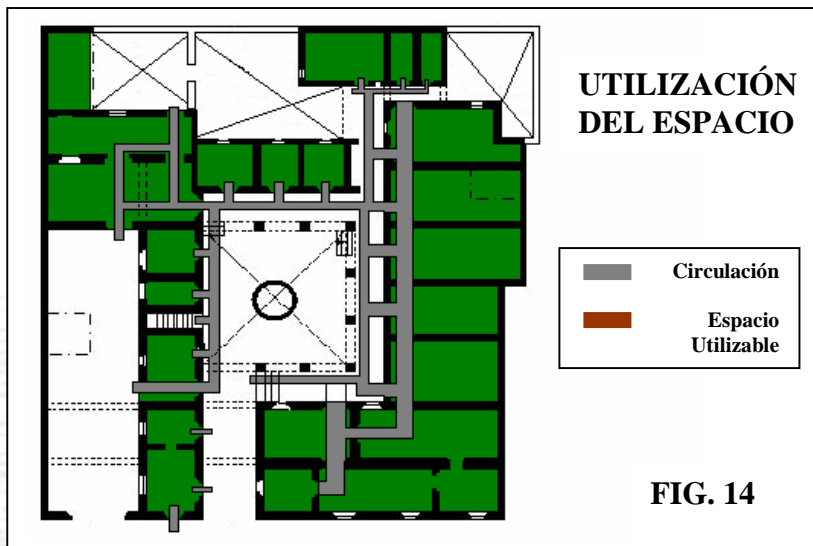 UTILIZACIÓN
DEL ESPACIO
Circulación
Espacio
Utilizable
FIG. 14